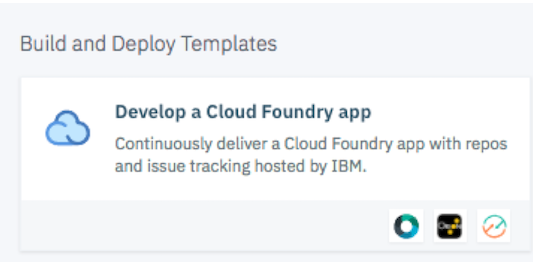 Build and Deploy Templates
Develop a Cloud Foundry app
Continuously deliver a Cloud Foundry app with repos
and issue tracking hosted by IBM.